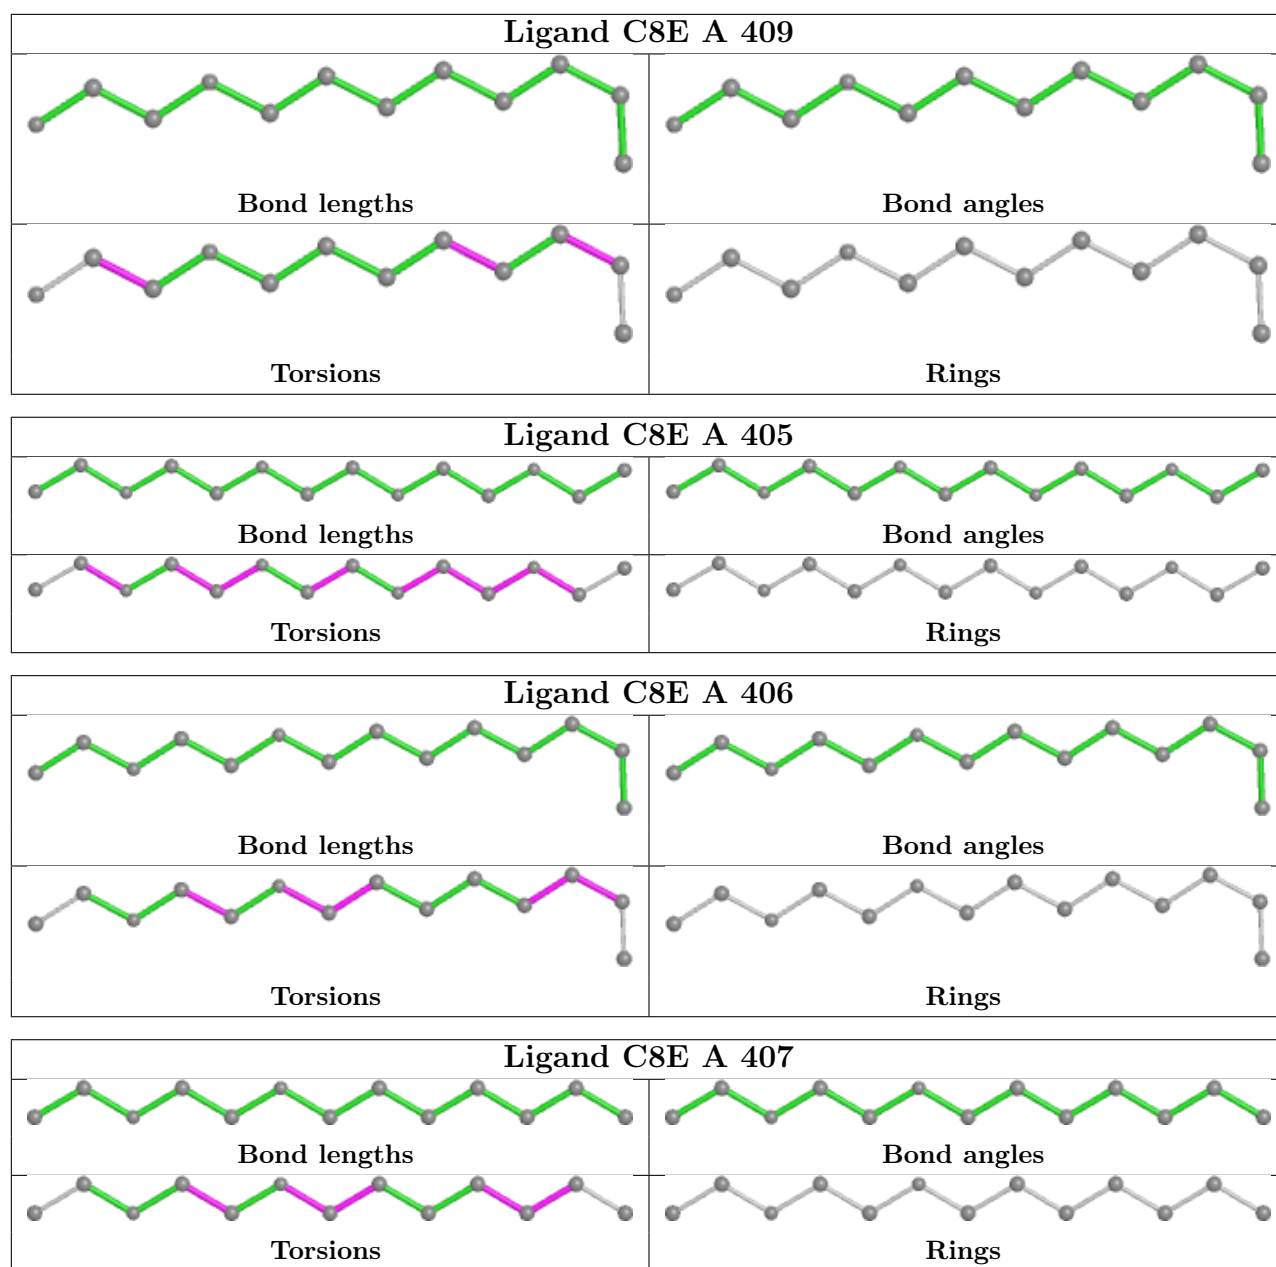 Ligand C8E A 409
Bond lengths
Bond angles
Torsions
Rings
Ligand C8E A 405
Bond lengths
Bond angles
Torsions
Rings
Ligand C8E A 406
Bond lengths
Bond angles
Torsions
Rings
Ligand C8E A 407
Bond lengths
Bond angles
Torsions
Rings